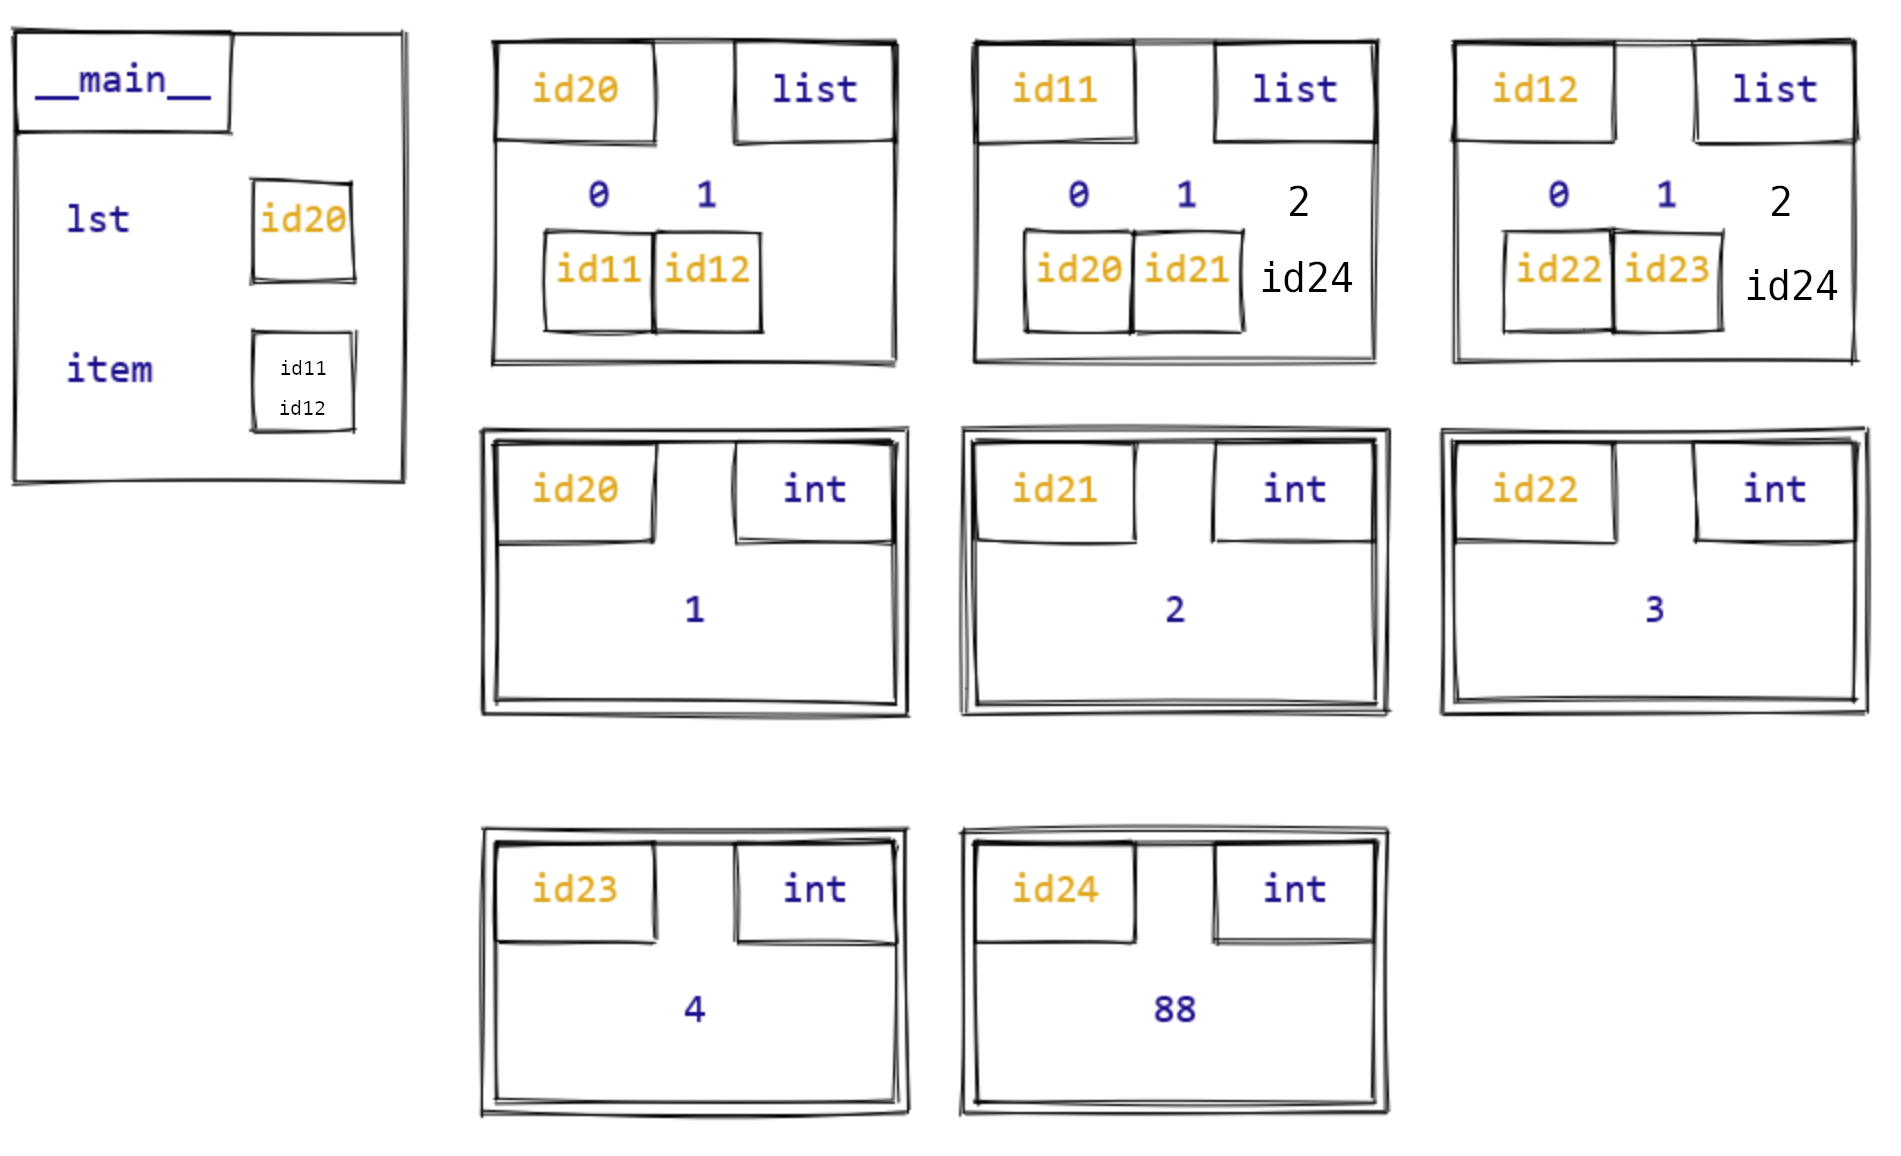 __main__
lst id20
item id11
id12
id20 list
0 1
id11 id12
id11 list
0 1 2
id20 id21 id24
id12 list
0 1 2
id22 id23 id24
id20 int
1
id21 int
2
id22 int
3
id23 int
4
id24 int
88